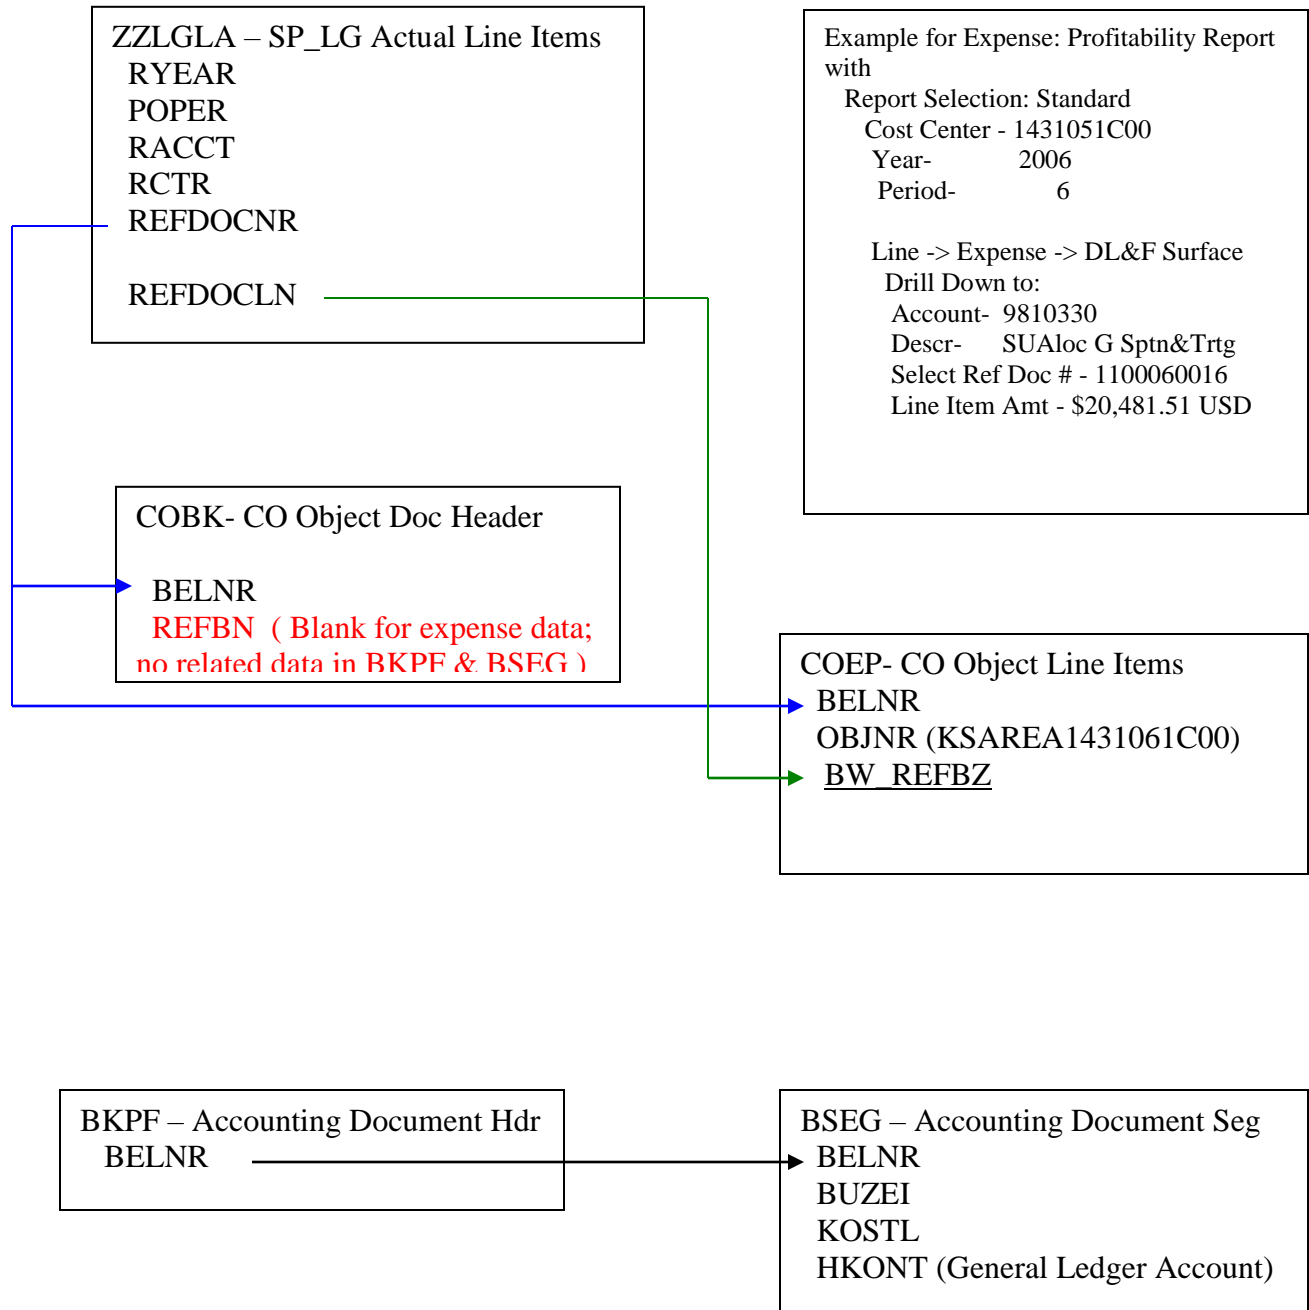 ZZLGLA – SP_LG Actual Line Items
RYEAR
POPER
RACCT
RCTR
REFDOCNR
REFDOCLN
Example for Expense: Profitability Report
with
Report Selection: Standard
Cost Center - 1431051C00
Year- 2006
Period- 6
Line -> Expense -> DL&F Surface
Drill Down to:
Account- 9810330
Descr- SUAloc G Sptn&Trtg
Select Ref Doc # - 1100060016
Line Item Amt - $20,481.51 USD
COBK- CO Object Doc Header
BELNR
REFBN ( Blank for expense data;
no related data in BKPF & BSEG )
COEP- CO Object Line Items
BELNR
OBJNR (KSAREA1431061C00)
BW_REFBZ
BKPF – Accounting Document Hdr
BELNR
BSEG – Accounting Document Seg
BELNR
BUZEI
KOSTL
HKONT (General Ledger Account)